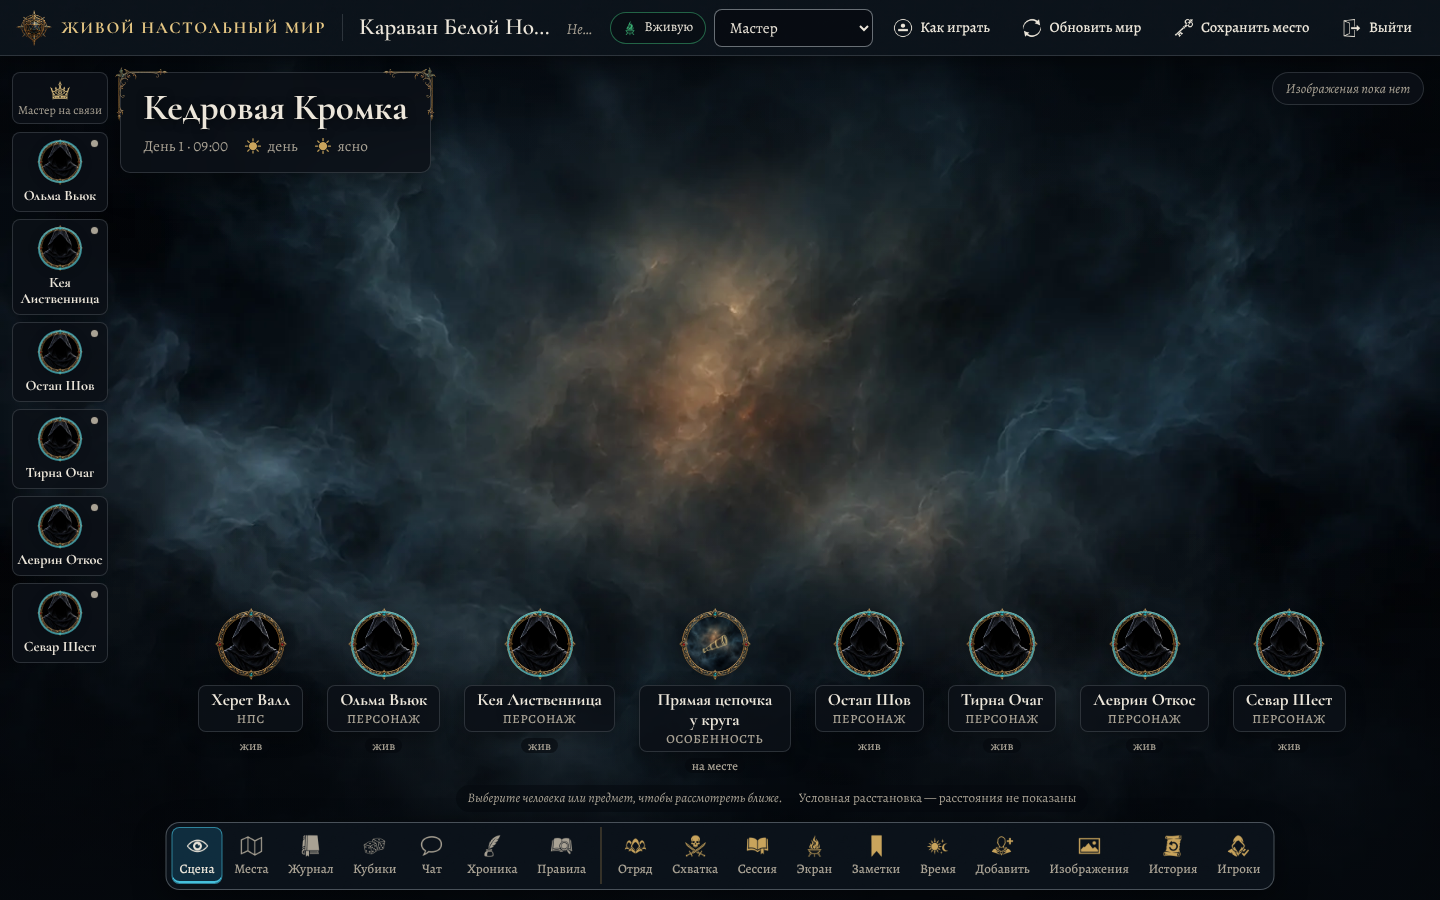 ЖИВОЙ НАСТОЛЬНЫЙ МИР
Караван Белой Но...
Не...
Вживую
Мастер
Как играть
Обновить мир
Сохранить место
Выйти
Мастер на связи
Кедровая Кромка
День 1 · 09:00
день
ясно
Изображения пока нет
Ольма Вьюк
Кея
Лиственница
Остап Шов
Тирна Очаг
Леврин Откос
Севар Шест
Херет Валл
НПС
жив
Ольма Вьюк
ПЕРСОНАЖ
жив
Кея Лиственница
ПЕРСОНАЖ
жив
Прямая цепочка
у круга
ОСОБЕННОСТЬ
на месте
Остап Шов
ПЕРСОНАЖ
жив
Тирна Очаг
ПЕРСОНАЖ
жив
Леврин Откос
ПЕРСОНАЖ
жив
Севар Шест
ПЕРСОНАЖ
жив
Выберите человека или предмет, чтобы рассмотреть ближе.
Условная расстановка — расстояния не показаны
Сцена
Места
Журнал
Кубики
Чат
Хроника
Правила
Отряд
Схватка
Сессия
Экран
Заметки
Время
Добавить
Изображения
История
Игроки